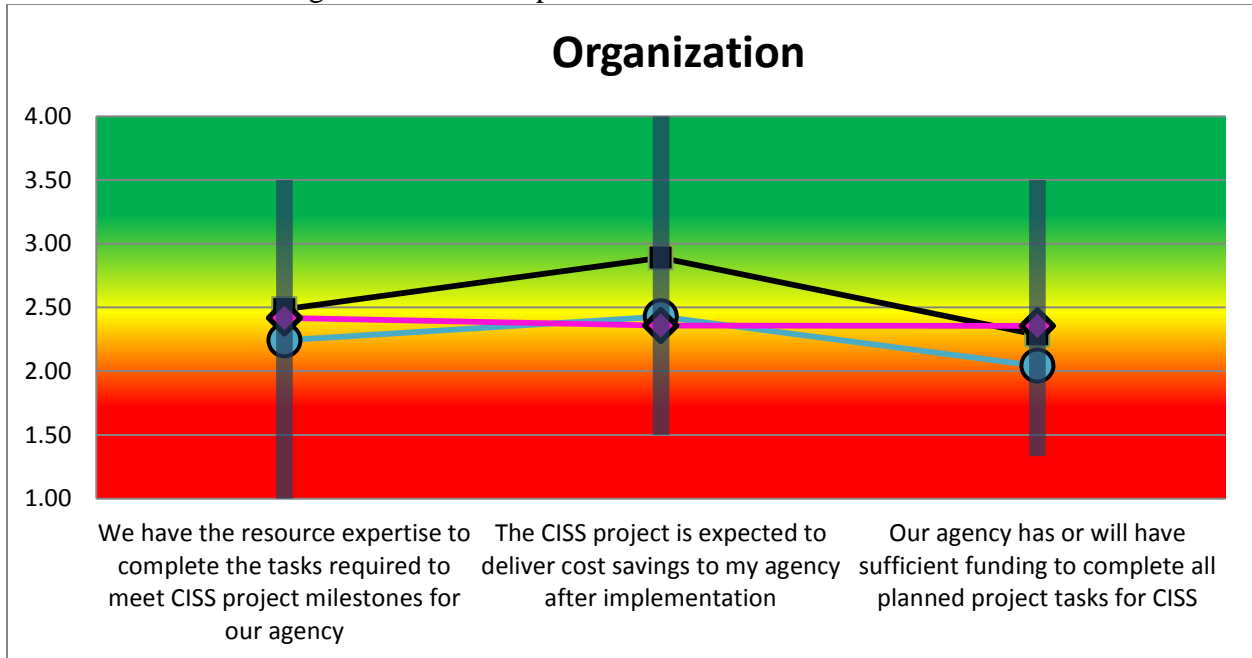 Organization
4.00
3.50
3.00
2.50
2.00
1.50
1.00
We have the resource expertise to
complete the tasks required to
meet CISS project milestones for
our agency
The CISS project is expected to
deliver cost savings to my agency
after implementation
Our agency has or will have
sufficient funding to complete all
planned project tasks for CISS